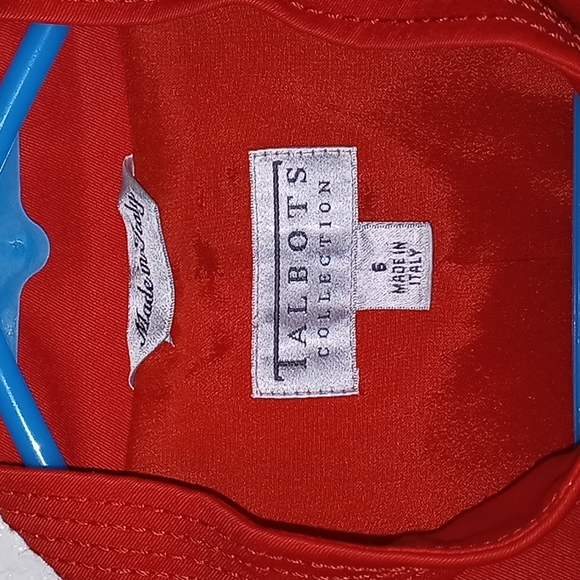 TALBOTS
COLLECTION
6
MADE IN
ITALY
Made in Italy